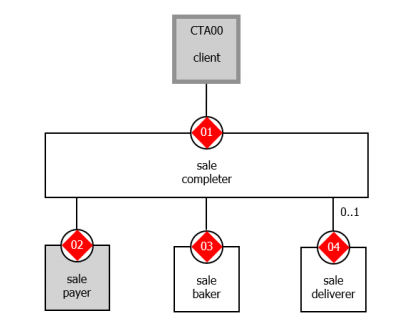 CTA00
client
01
sale
completer
0..1
02
03
04
sale
payer
sale
baker
sale
deliverer